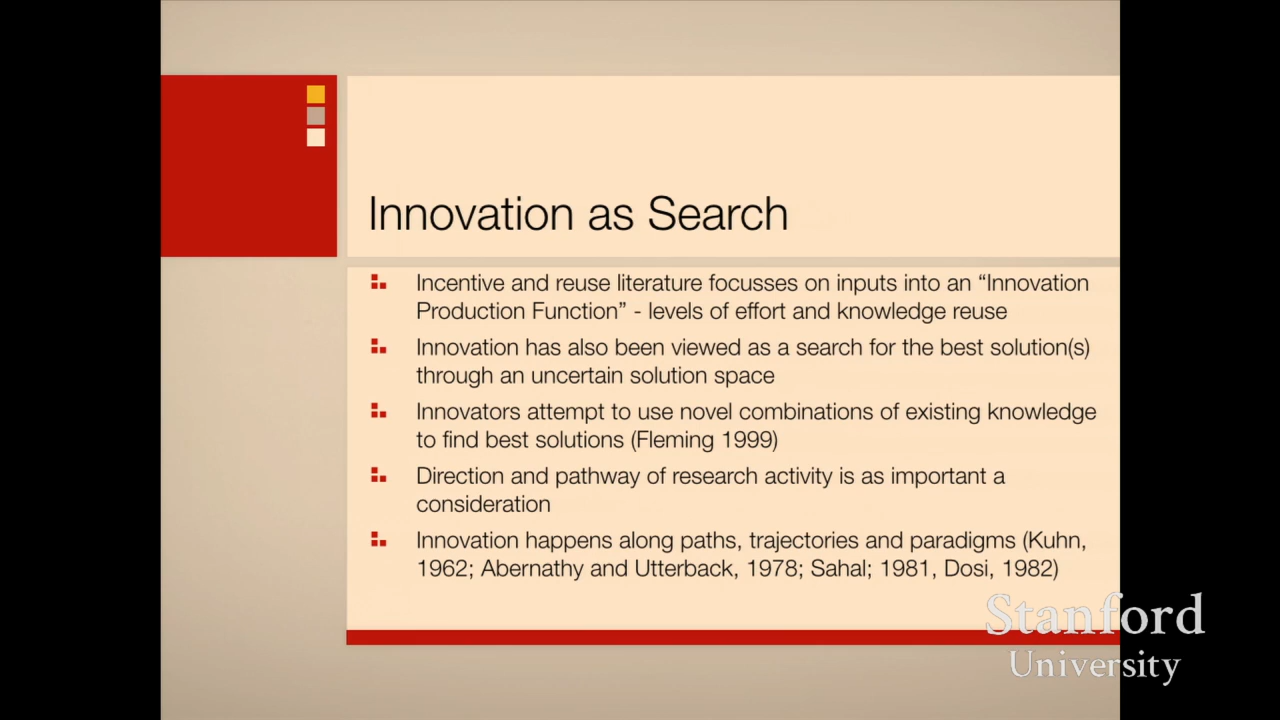 Innovation as Search
Incentive and reuse literature focusses on inputs into an “Innovation
Production Function” - levels of effort and knowledge reuse
Innovation has also been viewed as a search for the best solution(s)
through an uncertain solution space
Innovators attempt to use novel combinations of existing knowledge
to find best solutions (Fleming 1999)
Direction and pathway of research activity is as important a
consideration
Innovation happens along paths, trajectories and paradigms (Kuhn,
1962; Abernathy and Utterback, 1978; Sahal; 1981, Dosi, 1982)
Stanford
University